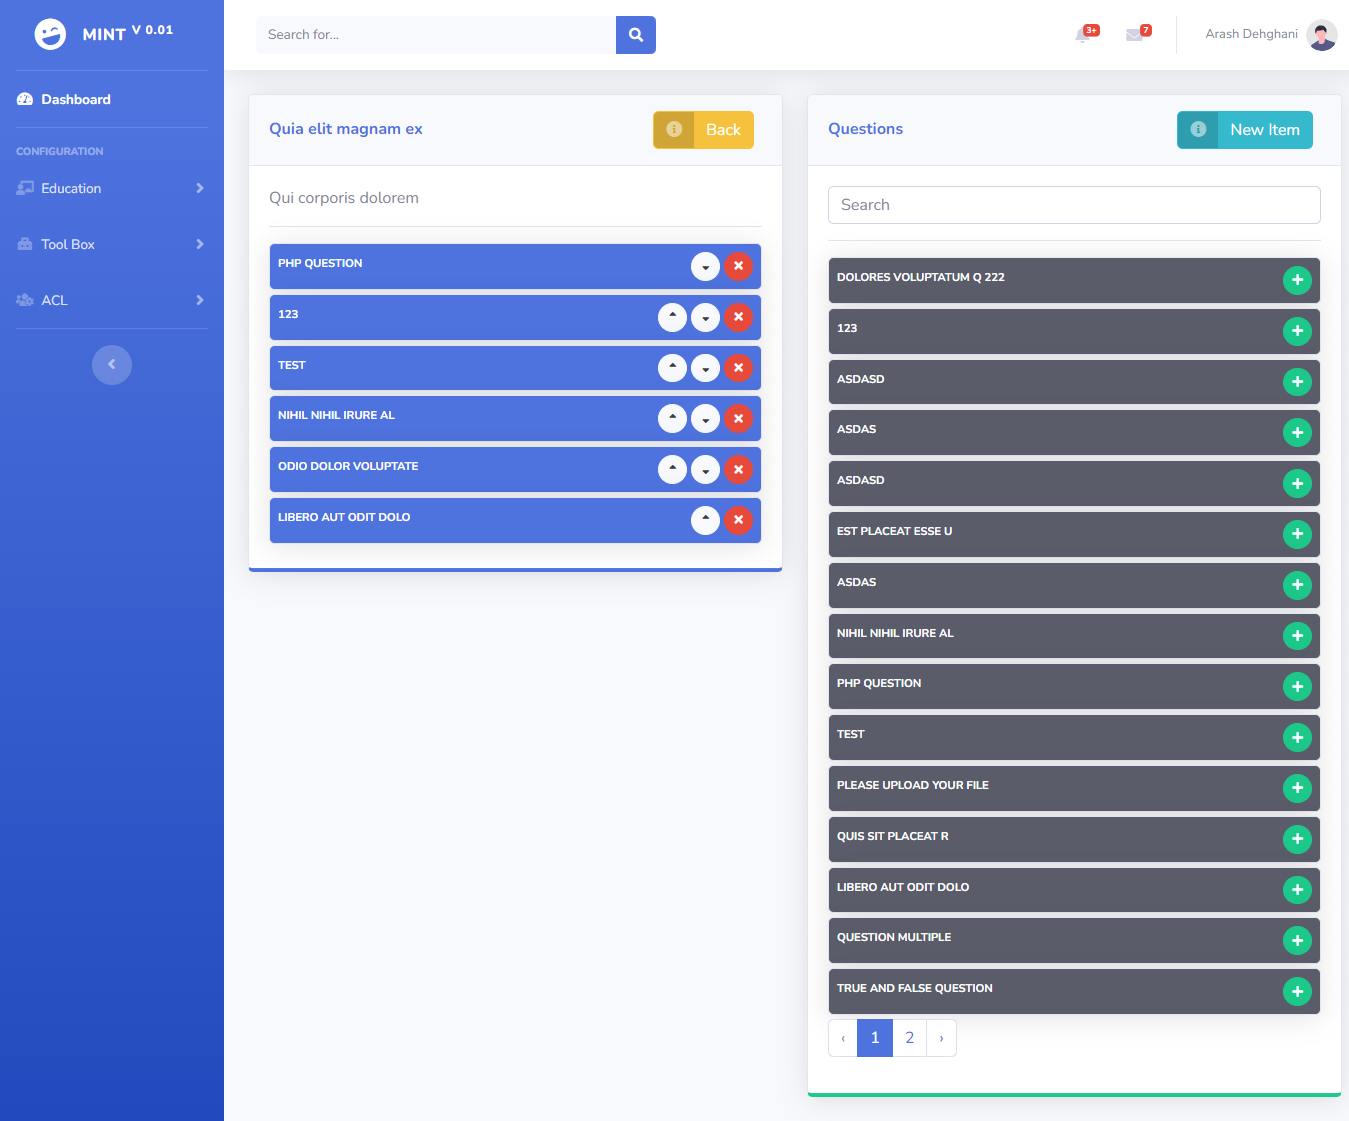 MINT V 0.01
Search for...
3+
7
Arash Dehghani
Dashboard
CONFIGURATION
Education
Tool Box
ACL
Quia elit magnam ex
Back
Qui corporis dolorem
PHP QUESTION
123
TEST
NIHIL NIHIL IRURE AL
ODIO DOLOR VOLUPTATE
LIBERO AUT ODIT DOLO
Questions
New Item
Search
DOLORES VOLUPTATUM Q 222
123
ASDASD
ASDAS
ASDASD
EST PLACEAT ESSE U
ASDAS
NIHIL NIHIL IRURE AL
PHP QUESTION
TEST
PLEASE UPLOAD YOUR FILE
QUIS SIT PLACEAT R
LIBERO AUT ODIT DOLO
QUESTION MULTIPLE
TRUE AND FALSE QUESTION
‹ 1 2 ›